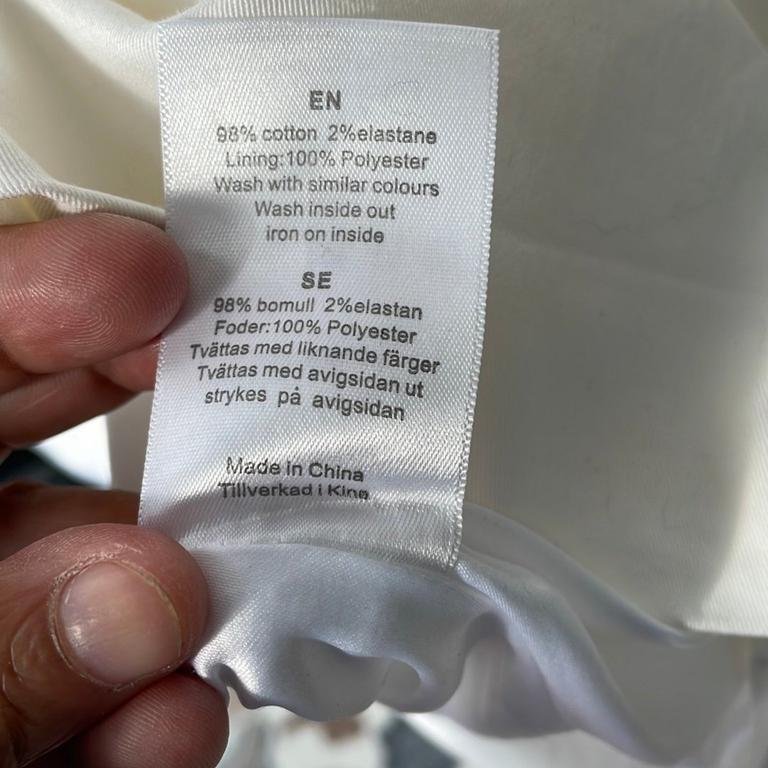 EN
98% cotton 2%elastane
Lining:100% Polyester
Wash with similar colours
Wash inside out
iron on inside
SE
98% bomull 2%elastan
Foder:100% Polyester
Tvättas med liknande färger
Tvättas med avigsidan ut
strykes på avigsidan
Made in China
Tillverkad i Kina